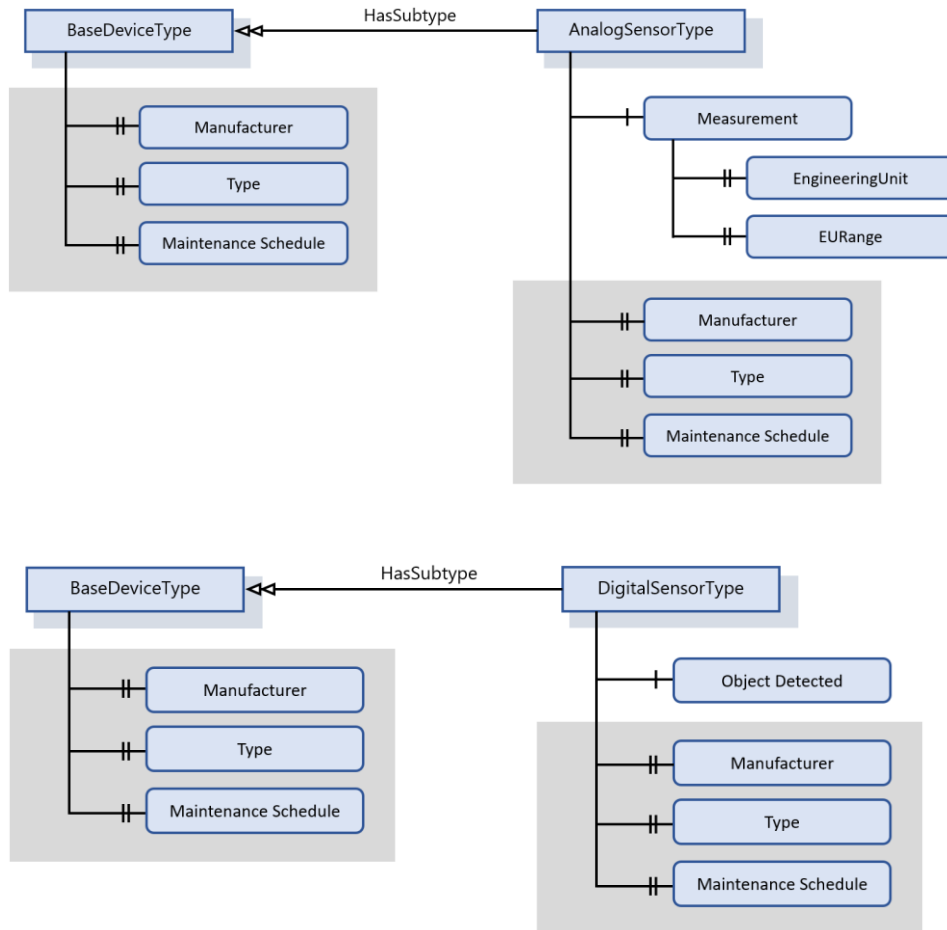 HasSubtype
BaseDeviceType
AnalogSensorType
Manufacturer
Type
Maintenance Schedule
Measurement
EngineeringUnit
EURange
Manufacturer
Type
Maintenance Schedule
HasSubtype
BaseDeviceType
DigitalSensorType
Manufacturer
Type
Maintenance Schedule
Object Detected
Manufacturer
Type
Maintenance Schedule